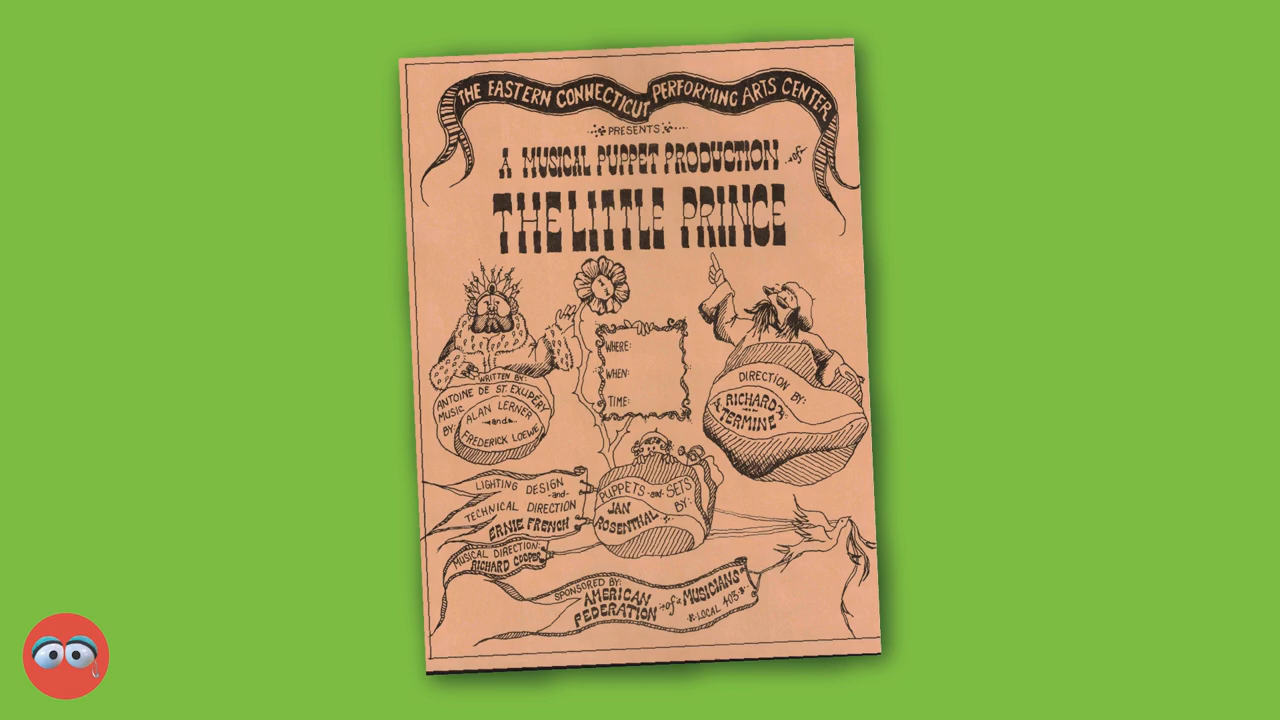 THE EASTERN CONNECTICUT PERFORMING ARTS CENTER
PRESENTS
A MUSICAL PUPPET PRODUCTION of
THE LITTLE PRINCE
WHERE:
WHEN:
TIME:
WRITTEN BY:
ANTOINE DE ST. EXUPÉRY
MUSIC
BY:
ALAN LERNER
and
FREDERICK LOEWE
DIRECTION BY:
RICHARD
TERMINE
LIGHTING DESIGN
-and-
TECHNICAL DIRECTION
ERNIE FRENCH
PUPPETS and SETS
BY:
JAN
ROSENTHAL
MUSICAL DIRECTION:
RICHARD COOPER
SPONSORED BY:
AMERICAN
FEDERATION of MUSICIANS
LOCAL 403